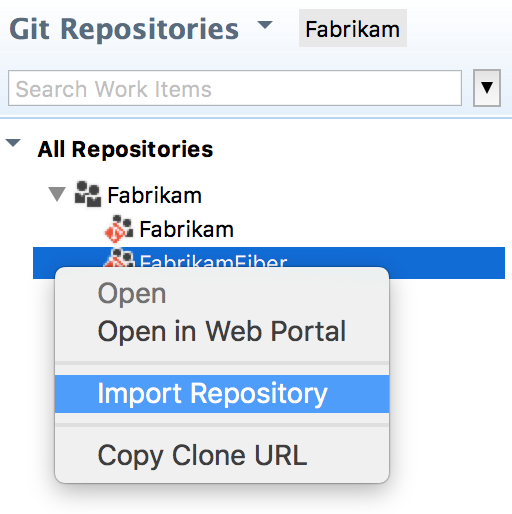 Git Repositories Fabrikam
Search Work Items
All Repositories
Fabrikam
Fabrikam
FabrikamFiber
Open
Open in Web Portal
Import Repository
Copy Clone URL